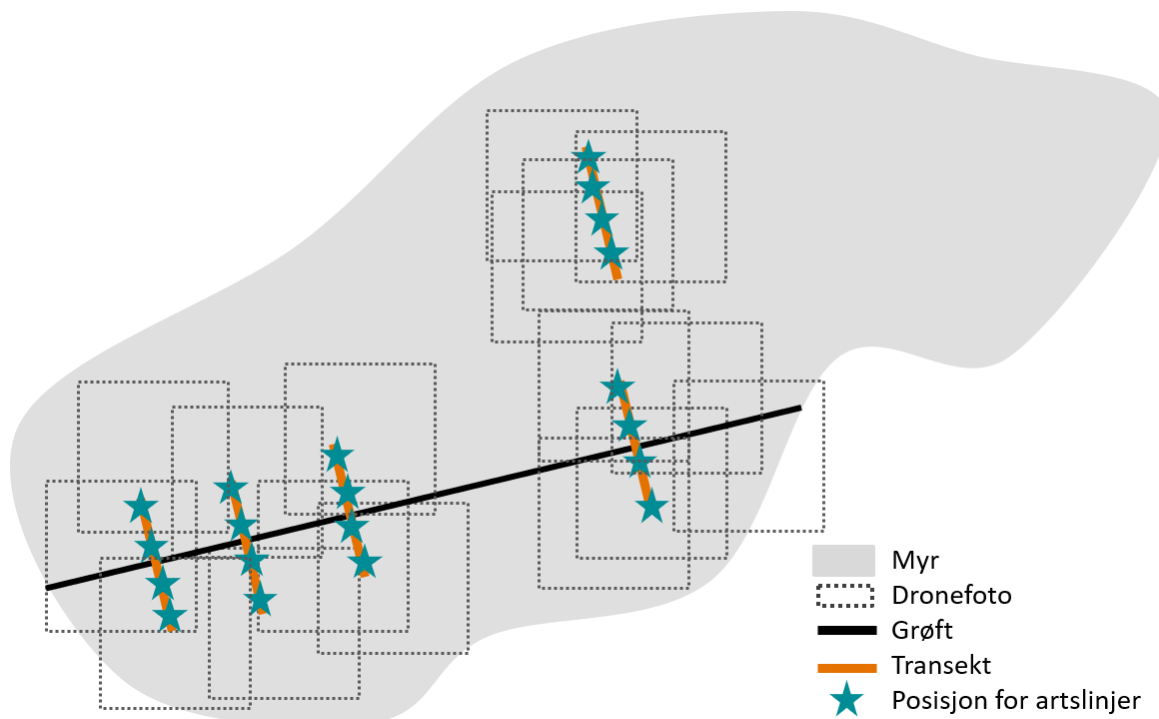 Myr
Dronefoto
Grøft
Transekt
Posisjon for artslinjer